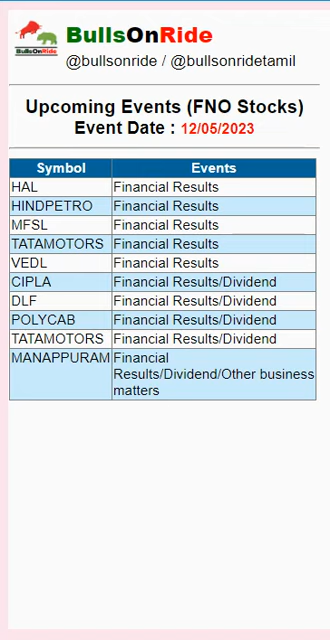 BullsOnRide
BullsOnRide
@bullsonride / @bullsonridetamil
Upcoming Events (FNO Stocks)
Event Date : 12/05/2023
Symbol Events
HAL Financial Results
HINDPETRO Financial Results
MFSL Financial Results
TATAMOTORS Financial Results
VEDL Financial Results
CIPLA Financial Results/Dividend
DLF Financial Results/Dividend
POLYCAB Financial Results/Dividend
TATAMOTORS Financial Results/Dividend
MANAPPURAM Financial
Results/Dividend/Other business
matters